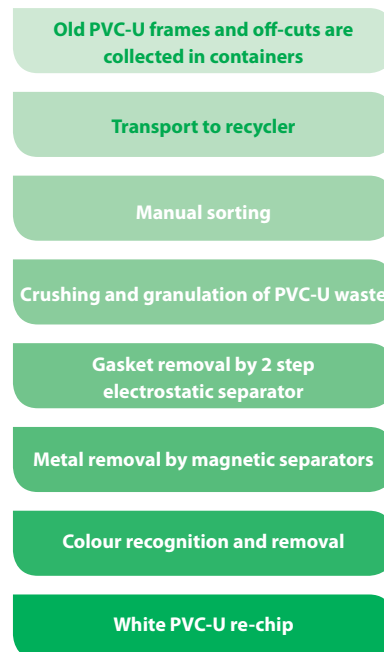 Old PVC-U frames and off-cuts are
collected in containers
Transport to recycler
Manual sorting
Crushing and granulation of PVC-U waste
Gasket removal by 2 step
electrostatic separator
Metal removal by magnetic separators
Colour recognition and removal
White PVC-U re-chip